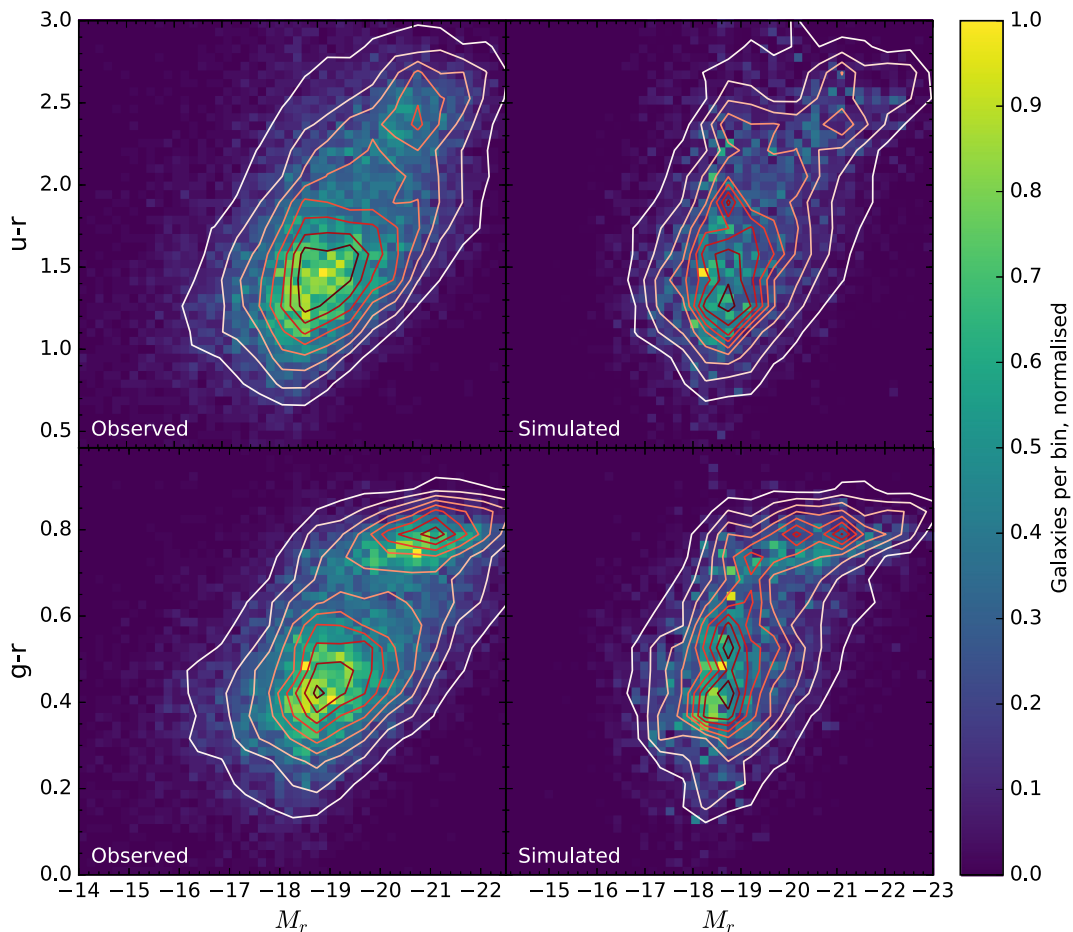 3.0
2.5
2.0
1.5
1.0
0.5
u-r
Observed
Simulated
0.8
0.6
0.4
0.2
0.0
g-r
Observed
Simulated
−14 −15 −16 −17 −18 −19 −20 −21 −22
−15 −16 −17 −18 −19 −20 −21 −22 −23
M_r
M_r
1.0
0.9
0.8
0.7
0.6
0.5
0.4
0.3
0.2
0.1
0.0
Galaxies per bin, normalised